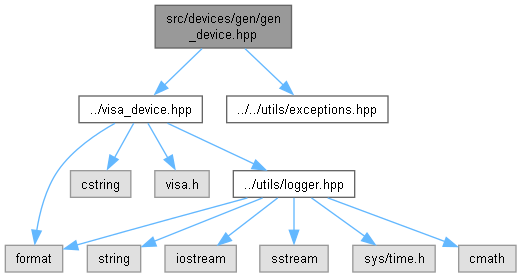 src/devices/gen/gen
_device.hpp
../visa_device.hpp
../../utils/exceptions.hpp
cstring
visa.h
../utils/logger.hpp
format
string
iostream
sstream
sys/time.h
cmath